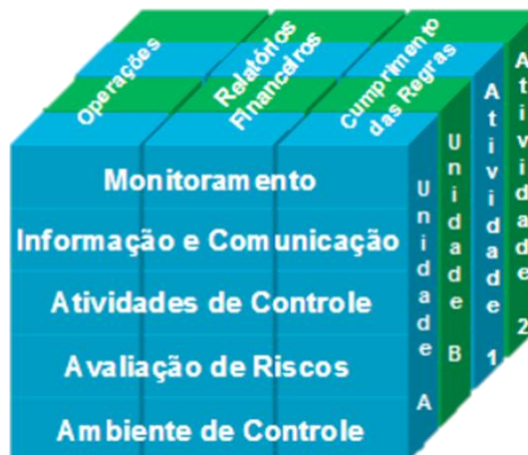 Operações
Relatórios
Financeiros
Cumprimento
das Regras
Monitoramento
Informação e Comunicação
Atividades de Controle
Avaliação de Riscos
Ambiente de Controle
Unidade A
Unidade B
Atividade 1
Atividade 2